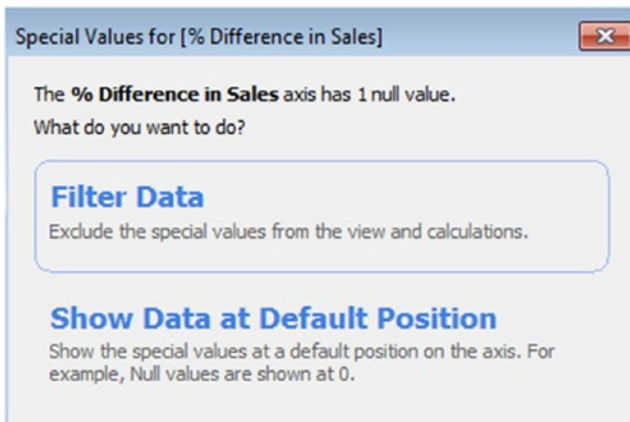 Special Values for [% Difference in Sales]
The % Difference in Sales axis has 1 null value.
What do you want to do?
Filter Data
Exclude the special values from the view and calculations.
Show Data at Default Position
Show the special values at a default position on the axis. For
example, Null values are shown at 0.